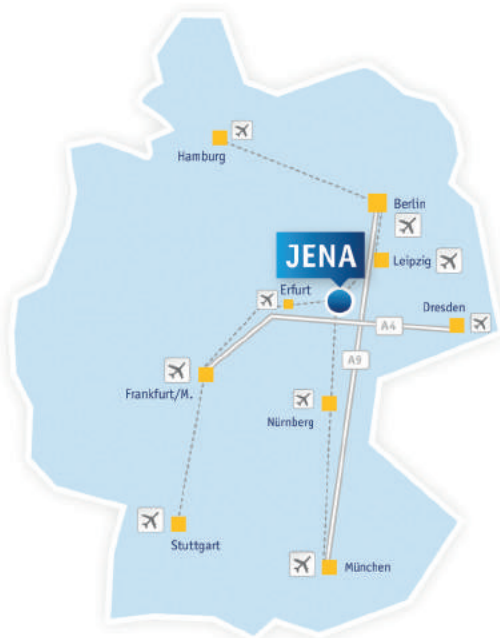 Hamburg
Berlin
JENA
Leipzig
Erfurt
Dresden
A4
A9
Frankfurt/M.
Nürnberg
Stuttgart
München